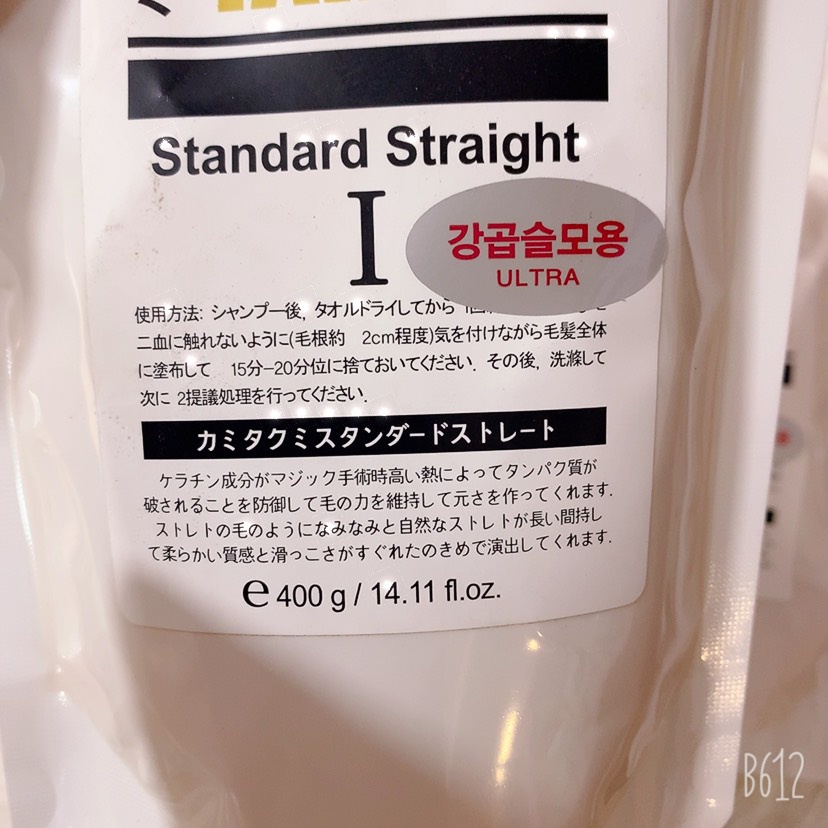 Standard Straight
I
강곱슬모용
ULTRA
使用方法: シャンプー後, タオルドライしてから
二血に触れないように(毛根約 2cm程度)気を付けながら毛髪全体
に塗布して 15分-20分位に捨ておいてください. その後, 洗滌して
次に 2提議処理を行ってください.
カミタクミスタンダードストレート
ケラチン成分がマジック手術時高い熱によってタンパク質が
破されることを防御して毛の力を維持して元さを作ってくれます.
ストレトの毛のようになみなみと自然なストレトが長い間持し
て柔らかい質感と滑っこさがすぐれたのきめで演出してくれます.
e 400 g / 14.11 fl.oz.
B612